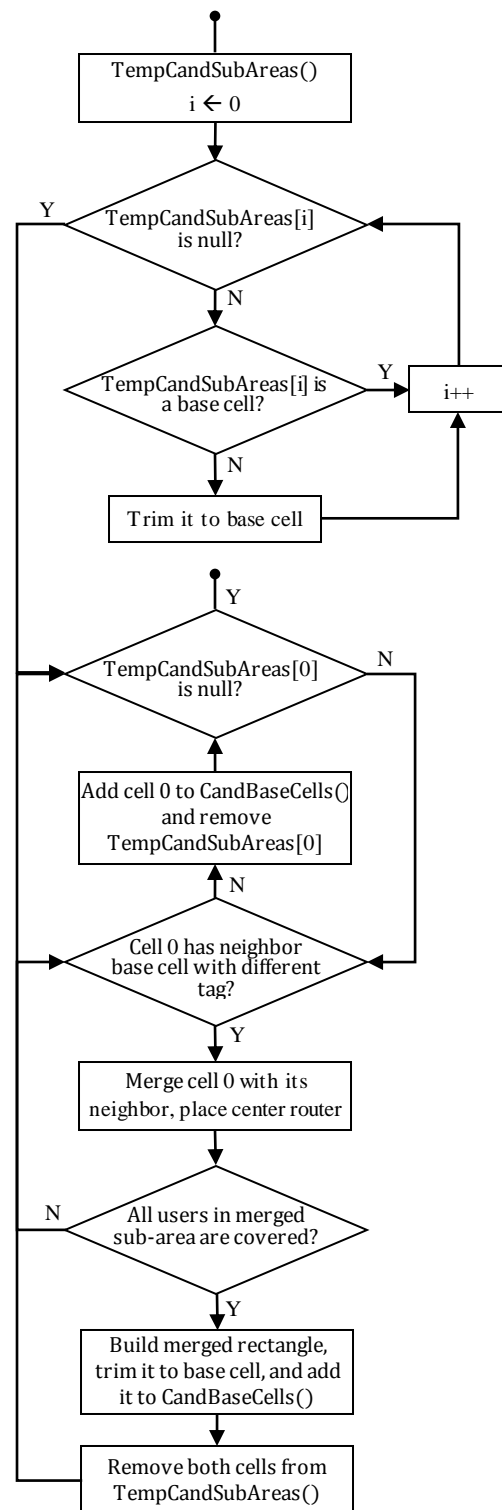 TempCandSubAreas()
i ← 0
Y
TempCandSubAreas[i]
is null?
N
TempCandSubAreas[i] is
a base cell?
Y
i++
N
Trim it to base cell
Y
TempCandSubAreas[0]
is null?
N
Add cell 0 to CandBaseCells()
and remove
TempCandSubAreas[0]
N
Cell 0 has neighbor
base cell with different
tag?
Y
Merge cell 0 with its
neighbor, place center router
N
All users in merged
sub-area are covered?
Y
Build merged rectangle,
trim it to base cell, and add
it to CandBaseCells()
Remove both cells from
TempCandSubAreas()